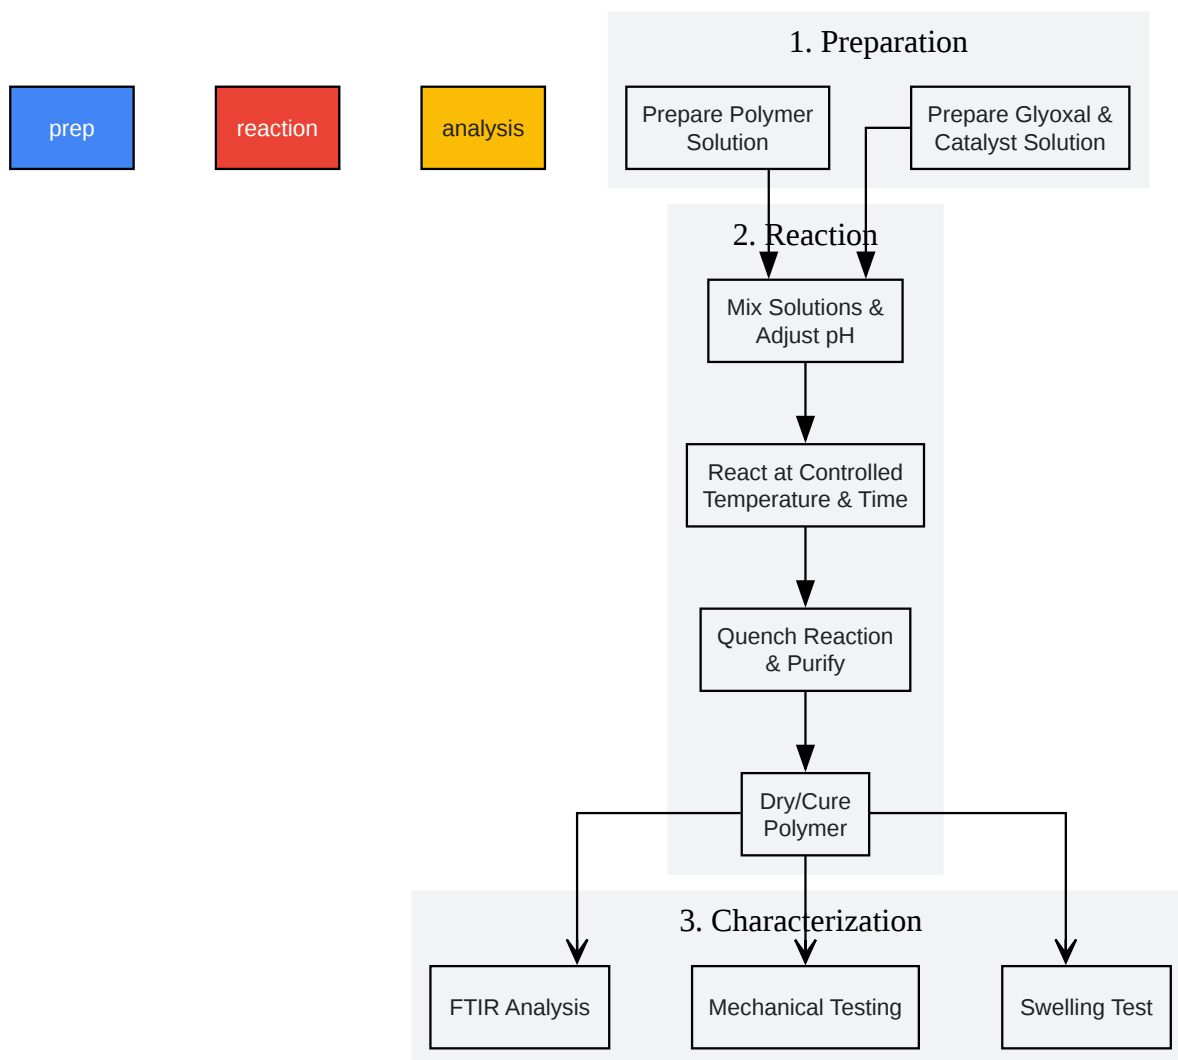 1. Preparation
prep
reaction
analysis
Prepare Polymer
Solution
Prepare Glyoxal &
Catalyst Solution
2. Reaction
Mix Solutions &
Adjust pH
React at Controlled
Temperature & Time
Quench Reaction
& Purify
Dry/Cure
Polymer
3. Characterization
FTIR Analysis
Mechanical Testing
Swelling Test